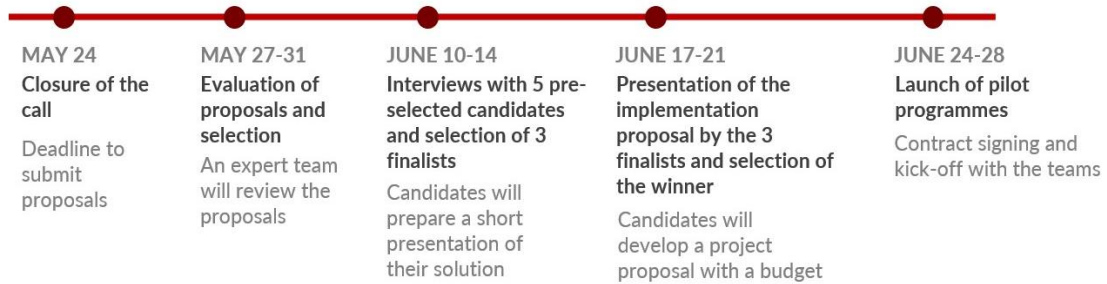 MAY 24
Closure of the
call
Deadline to
submit
proposals
MAY 27-31
Evaluation of
proposals and
selection
An expert team
will review the
proposals
JUNE 10-14
Interviews with 5 pre-
selected candidates
and selection of 3
finalists
Candidates will
prepare a short
presentation of
their solution
JUNE 17-21
Presentation of the
implementation
proposal by the 3
finalists and selection of
the winner
Candidates will
develop a project
proposal with a budget
JUNE 24-28
Launch of pilot
programmes
Contract signing and
kick-off with the teams